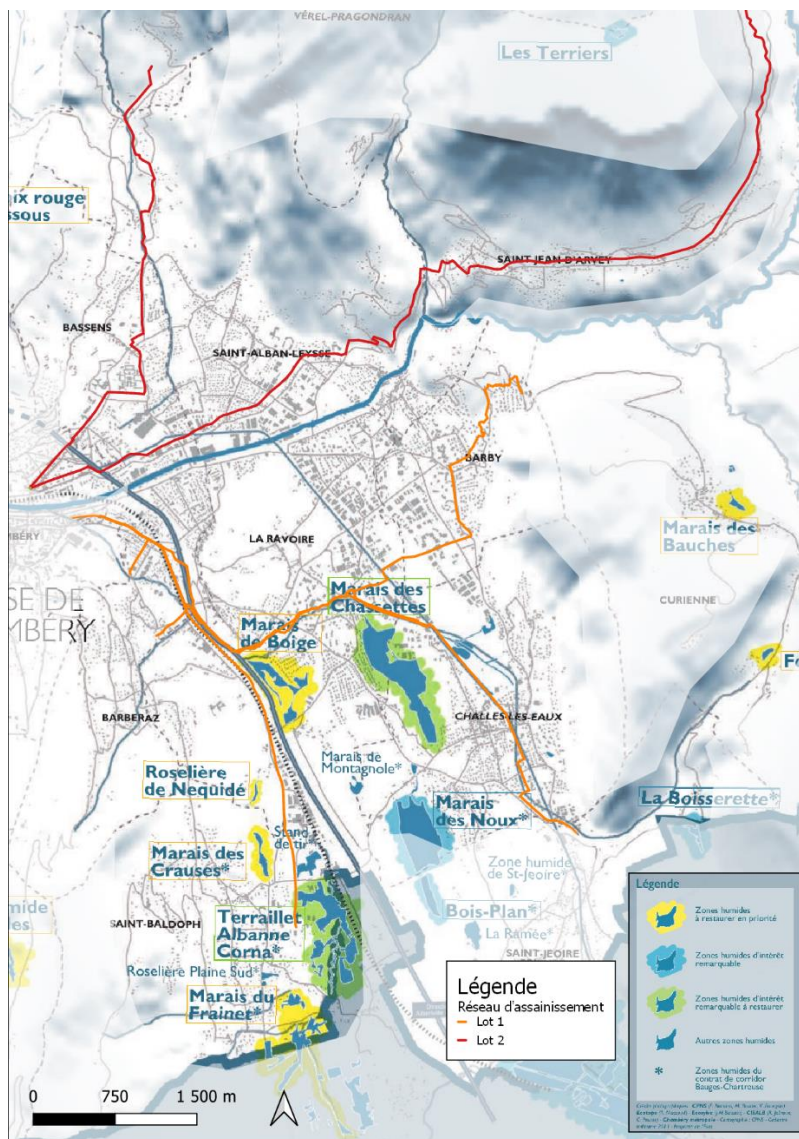 VÉREL-PRAGONDRAN
Les Terriers
ix rouge
ssous
SAINT JEAN D'ARVEY
BASSENS
SAINT-ALBAN-LEYSSE
BARBY
Marais des
Bauches
LA RAVOIRE
MBÉRY
Marais des
Chassettes
CURIENNE
SE DE
MBÉRY
Marais
de Boige
Fo
BARBERAZ
CHALLES-LES-EAUX
Marais de
Montagnole*
Roselière
de Nequidé
La Boisserette*
Marais
des Noux*
Stand
de tir*
Marais des
Crauses*
Zone humide
de St-Jeoire*
umide
es
Bois-Plan*
SAINT-BALDOPH
Terraillet
Albanne
Corna*
La Ramée*
SAINT-JEOIRE
Roselière Plaine Sud*
Marais du
Frainet*
Légende
Zones humides
à restaurer en priorité
Zones humides d'intérêt
remarquable
Zones humides d'intérêt
remarquable à restaurer
Autres zones humides
* Zones humides du
contrat de corridor
Bauges-Chartreuse
Légende
Réseau d'assainissement
Lot 1
Lot 2
0 750 1 500 m